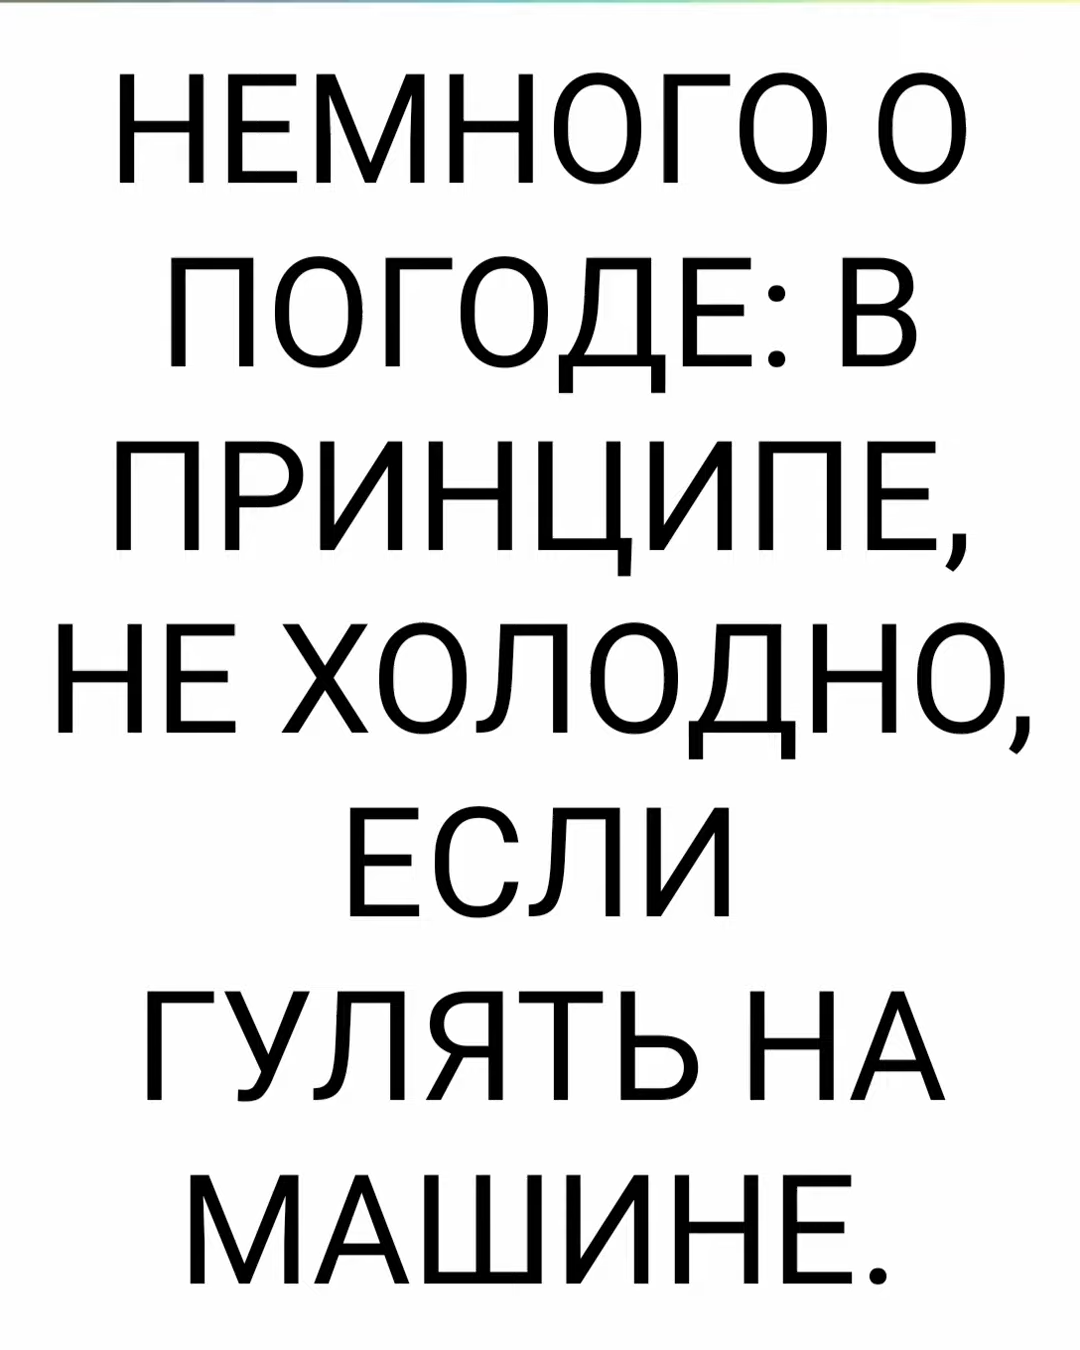 НЕМНОГО О
ПОГОДЕ: В
ПРИНЦИПЕ,
НЕ ХОЛОДНО,
ЕСЛИ
ГУЛЯТЬ НА
МАШИНЕ.